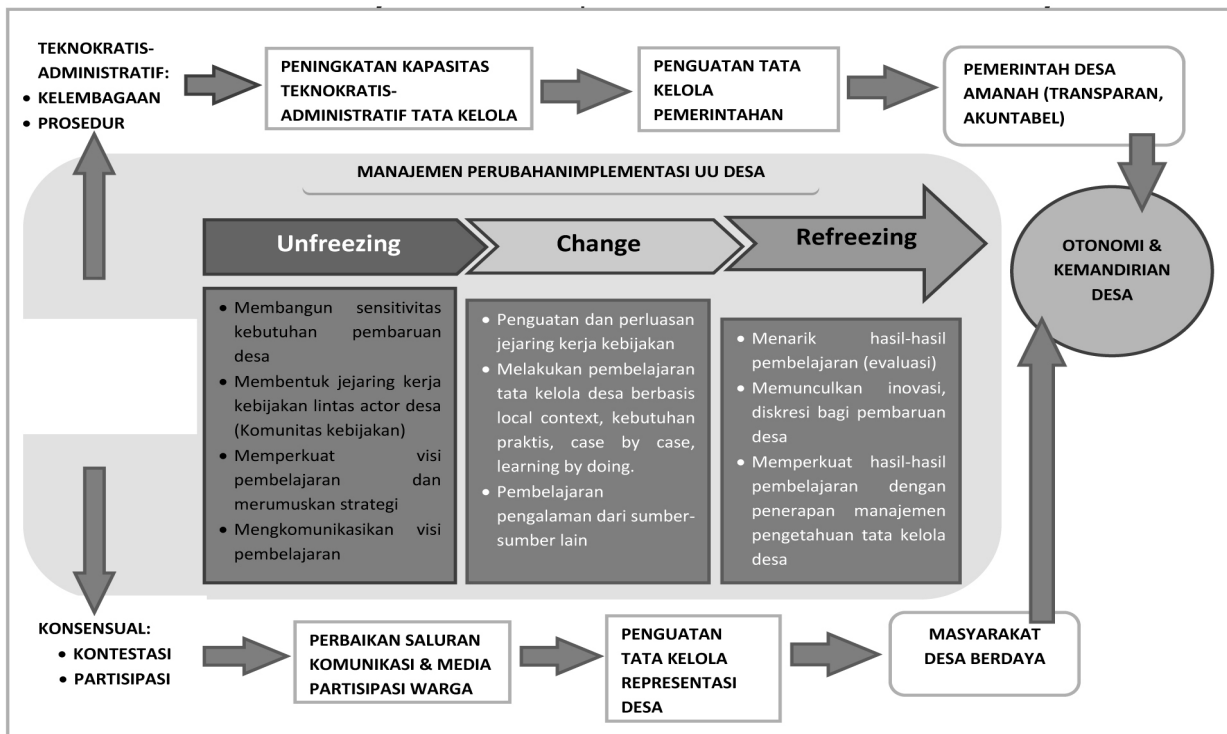 TEKNOKRATIS-
ADMINISTRATIF:
• KELEMBAGAAN
• PROSEDUR
PENINGKATAN KAPASITAS
TEKNOKRATIS-
ADMINISTRATIF TATA KELOLA
PENGUATAN TATA
KELOLA
PEMERINTAHAN
PEMERINTAH DESA
AMANAH (TRANSPARAN,
AKUNTABEL)
MANAJEMEN PERUBAHANIMPLEMENTASI UU DESA
Unfreezing
Change
Refreezing
OTONOMI &
KEMANDIRIAN
DESA
• Membangun sensitivitas
kebutuhan pembaruan
desa
• Membentuk jejaring kerja
kebijakan lintas actor desa
(Komunitas kebijakan)
• Memperkuat visi
pembelajaran dan
merumuskan strategi
• Mengkomunikasikan visi
pembelajaran
• Penguatan dan perluasan
jejaring kerja kebijakan
• Melakukan pembelajaran
tata kelola desa berbasis
local context, kebutuhan
praktis, case by case,
learning by doing.
• Pembelajaran
pengalaman dari sumber-
sumber lain
• Menarik hasil-hasil
pembelajaran (evaluasi)
• Memunculkan inovasi,
diskresi bagi pembaruan
desa
• Memperkuat hasil-hasil
pembelajaran dengan
penerapan manajemen
pengetahuan tata kelola
desa
KONSENSUAL:
• KONTESTASI
• PARTISIPASI
PERBAIKAN SALURAN
KOMUNIKASI & MEDIA
PARTISIPASI WARGA
PENGUATAN
TATA KELOLA
REPRESENTASI
DESA
MASYARAKAT
DESA BERDAYA